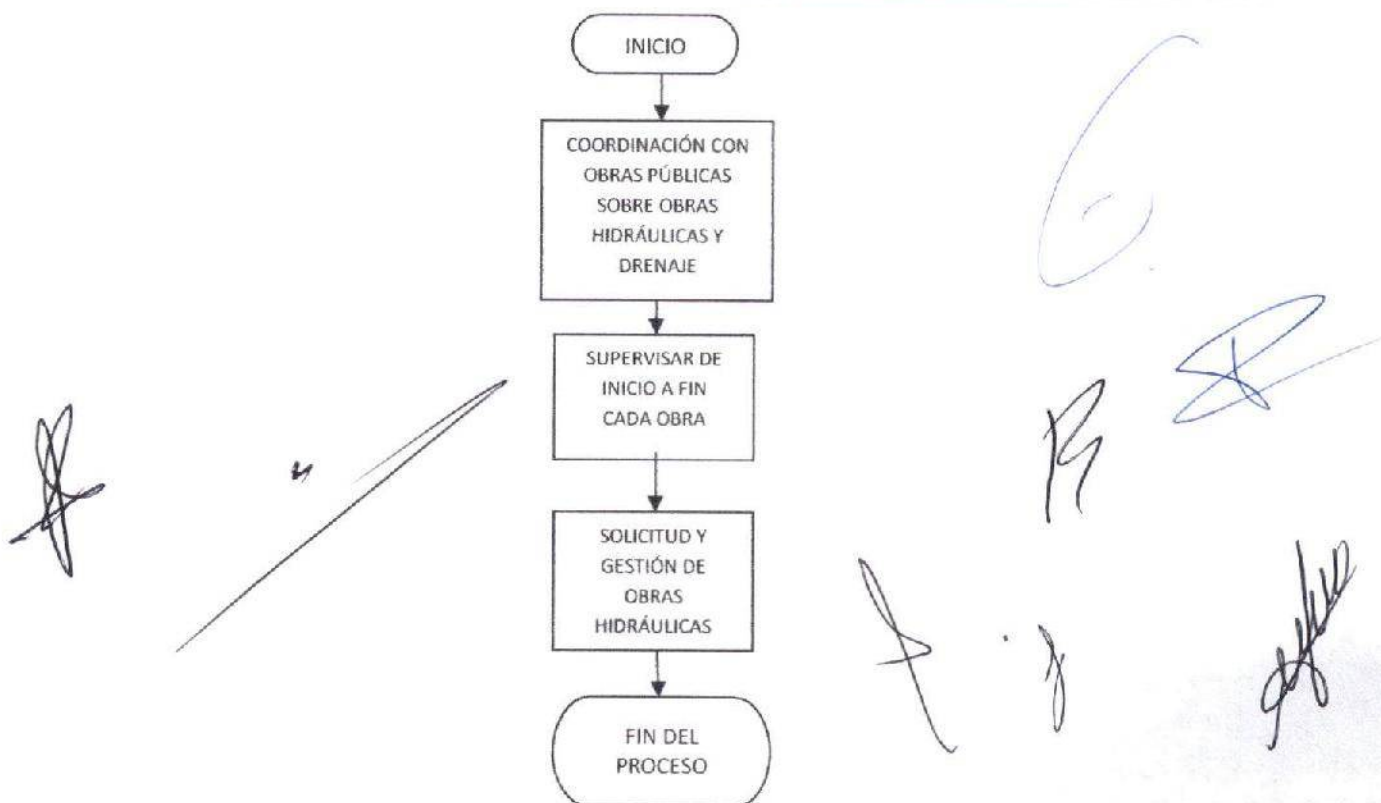 INICIO
COORDINACIÓN CON
OBRAS PÚBLICAS
SOBRE OBRAS
HIDRÁULICAS Y
DRENAJE
SUPERVISAR DE
INICIO A FIN
CADA OBRA
SOLICITUD Y
GESTIÓN DE
OBRAS
HIDRÁULICAS
FIN DEL
PROCESO